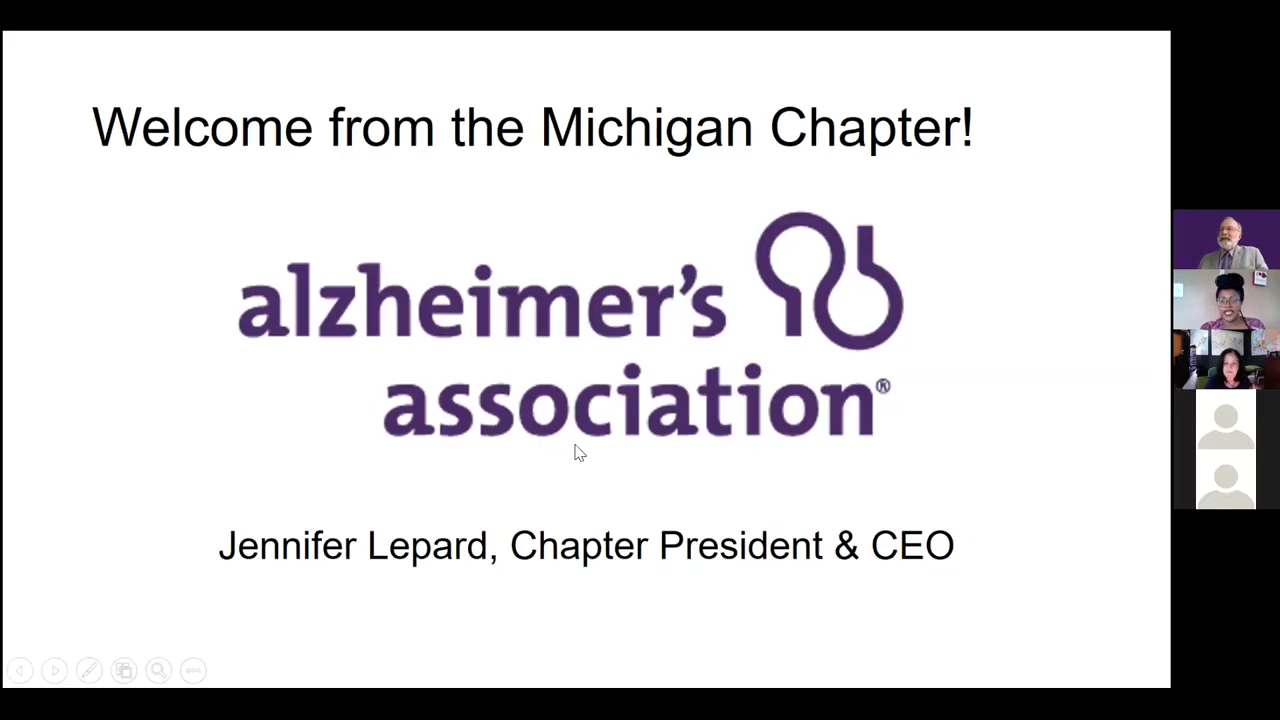 Welcome from the Michigan Chapter!
alzheimer's
association®
Jennifer Lepard, Chapter President & CEO